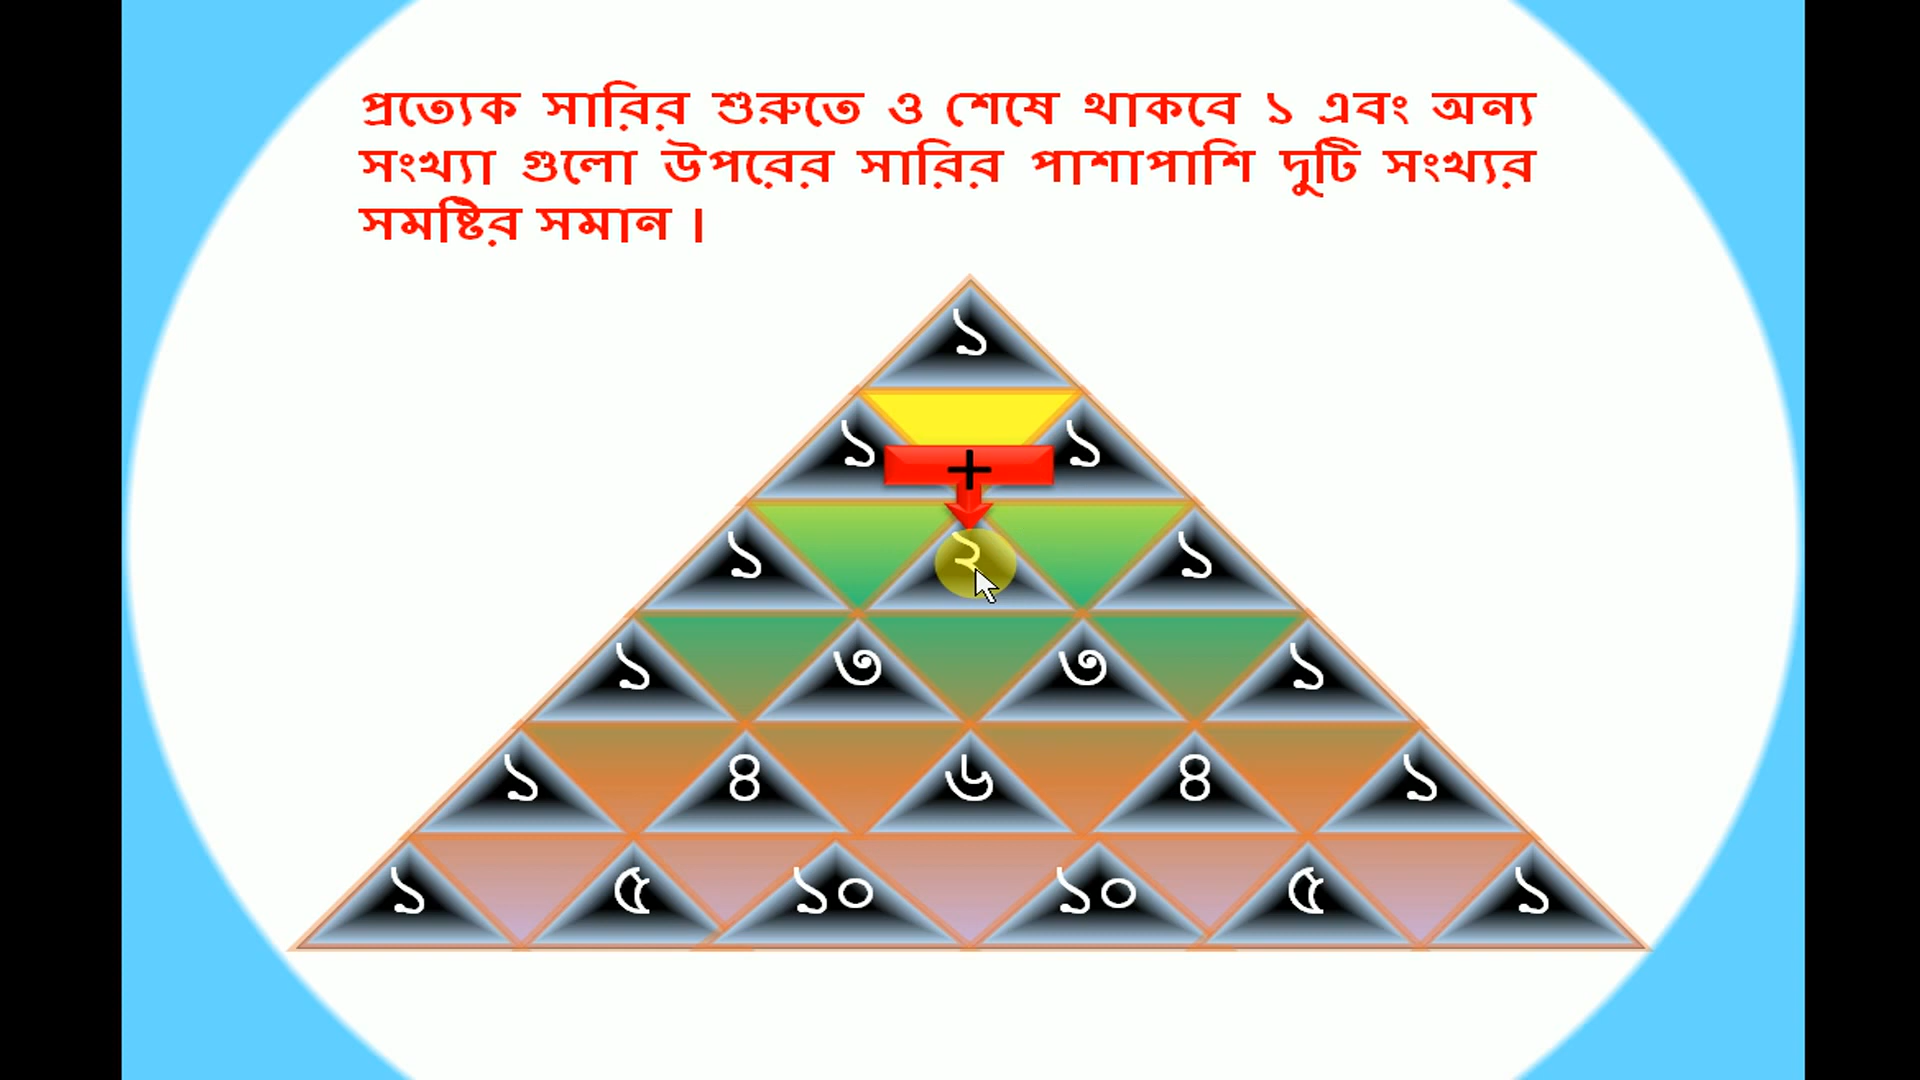 প্রত্যেক সারির শুরুতে ও শেষে থাকবে ১ এবং অন্য
সংখ্যা গুলো উপরের সারির পাশাপাশি দুটি সংখ্যর
সমষ্টির সমান ।
১
১ + ১
১ ২ ১
১ ৩ ৩ ১
১ ৪ ৬ ৪ ১
১ ৫ ১০ ১০ ৫ ১